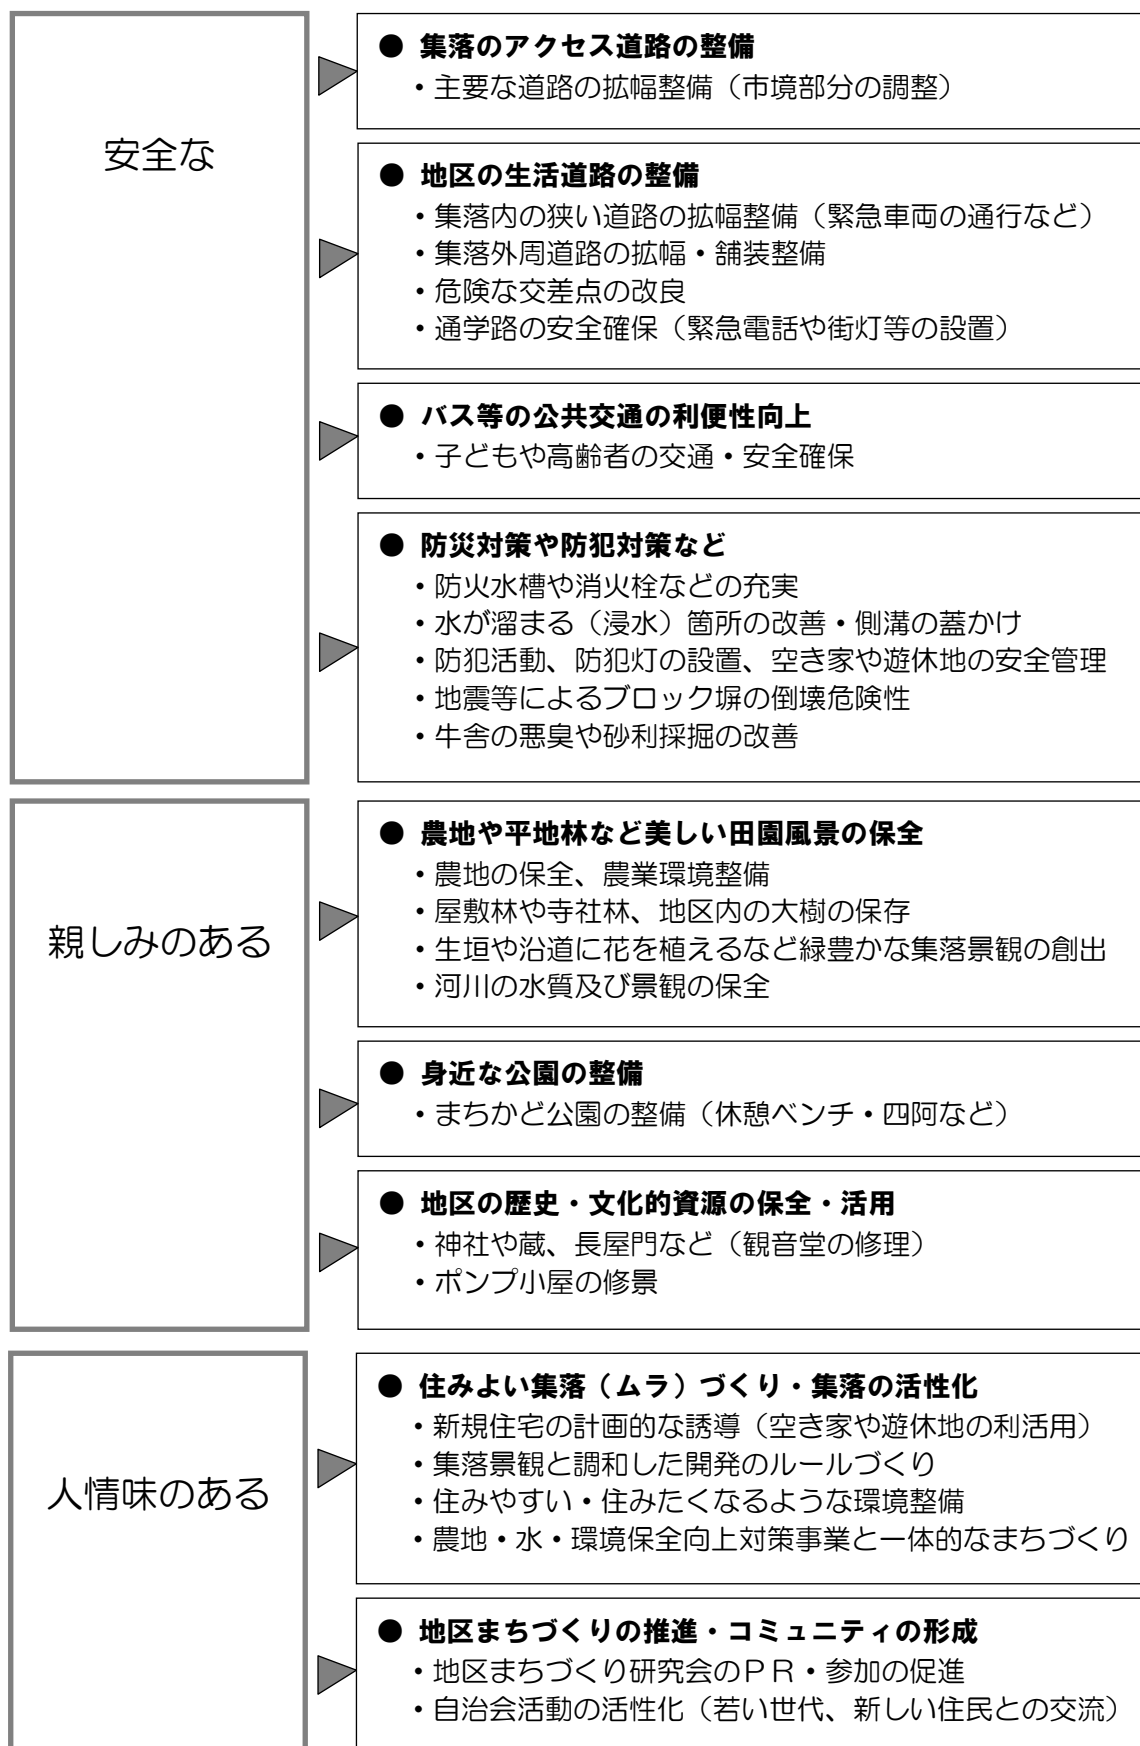 安全な
● 集落のアクセス道路の整備
・主要な道路の拡幅整備（市境部分の調整）
● 地区の生活道路の整備
・集落内の狭い道路の拡幅整備（緊急車両の通行など）
・集落外周道路の拡幅・舗装整備
・危険な交差点の改良
・通学路の安全確保（緊急電話や街灯等の設置）
● バス等の公共交通の利便性向上
・子どもや高齢者の交通・安全確保
● 防災対策や防犯対策など
・防火水槽や消火栓などの充実
・水が溜まる（浸水）箇所の改善・側溝の蓋かけ
・防犯活動、防犯灯の設置、空き家や遊休地の安全管理
・地震等によるブロック塀の倒壊危険性
・牛舎の悪臭や砂利採掘の改善
親しみのある
● 農地や平地林など美しい田園風景の保全
・農地の保全、農業環境整備
・屋敷林や寺社林、地区内の大樹の保存
・生垣や沿道に花を植えるなど緑豊かな集落景観の創出
・河川の水質及び景観の保全
● 身近な公園の整備
・まちかど公園の整備（休憩ベンチ・四阿など）
● 地区の歴史・文化的資源の保全・活用
・神社や蔵、長屋門など（観音堂の修理）
・ポンプ小屋の修景
人情味のある
● 住みよい集落（ムラ）づくり・集落の活性化
・新規住宅の計画的な誘導（空き家や遊休地の利活用）
・集落景観と調和した開発のルールづくり
・住みやすい・住みたくなるような環境整備
・農地・水・環境保全向上対策事業と一体的なまちづくり
● 地区まちづくりの推進・コミュニティの形成
・地区まちづくり研究会のＰＲ・参加の促進
・自治会活動の活性化（若い世代、新しい住民との交流）